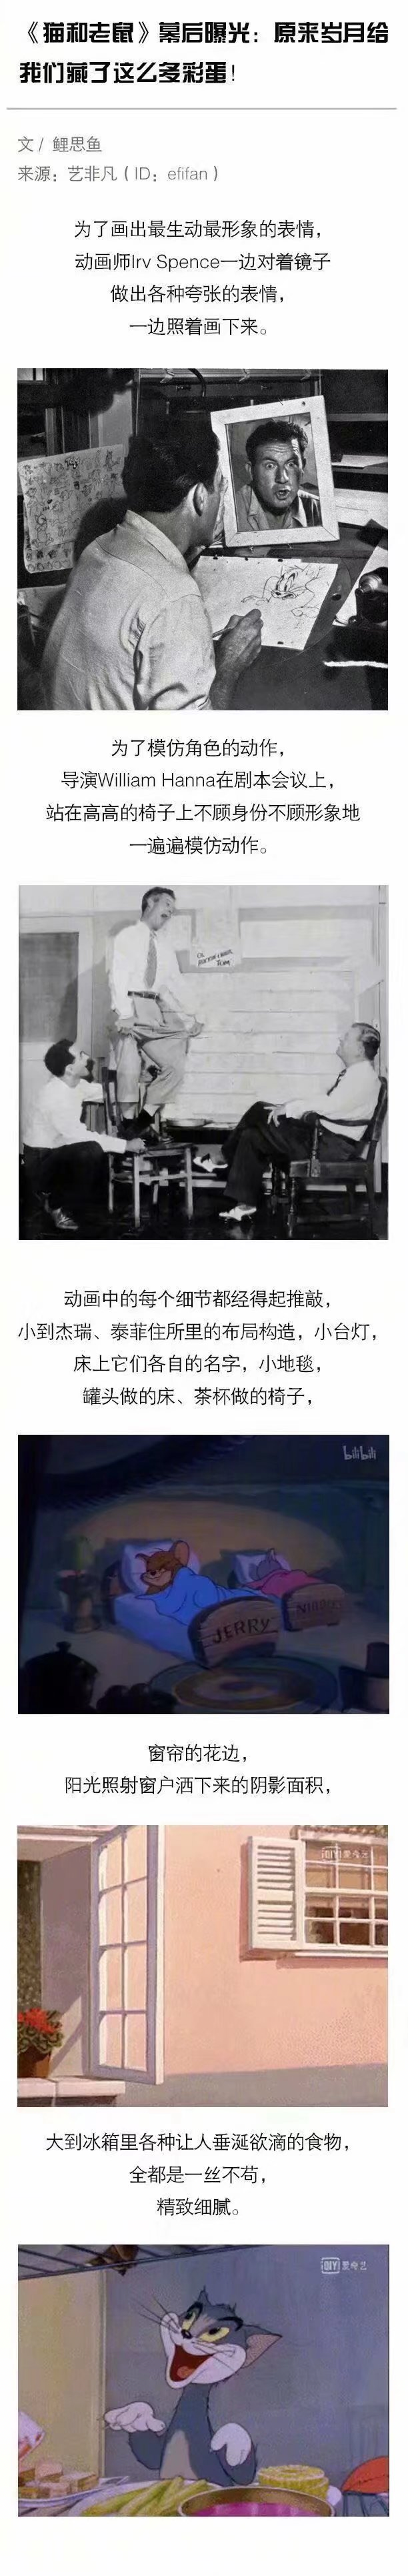 《猫和老鼠》幕后曝光：原来岁月给
我们藏了这么多彩蛋！
文 / 鲤思鱼
来源：艺非凡（ID：efifan）
为了画出最生动最形象的表情，
动画师Irv Spence一边对着镜子
做出各种夸张的表情，
一边照着画下来。
为了模仿角色的动作，
导演William Hanna在剧本会议上，
站在高高的椅子上不顾身份不顾形象地
一遍遍模仿动作。
动画中的每个细节都经得起推敲，
小到杰瑞、泰菲住所里的布局构造，小台灯，
床上它们各自的名字，小地毯，
罐头做的床、茶杯做的椅子，
bilibili
JERRY
窗帘的花边，
阳光照射窗户洒下来的阴影面积，
iQIYI 爱奇艺
大到冰箱里各种让人垂涎欲滴的食物，
全都是一丝不苟，
精致细腻。
iQIYI 爱奇艺